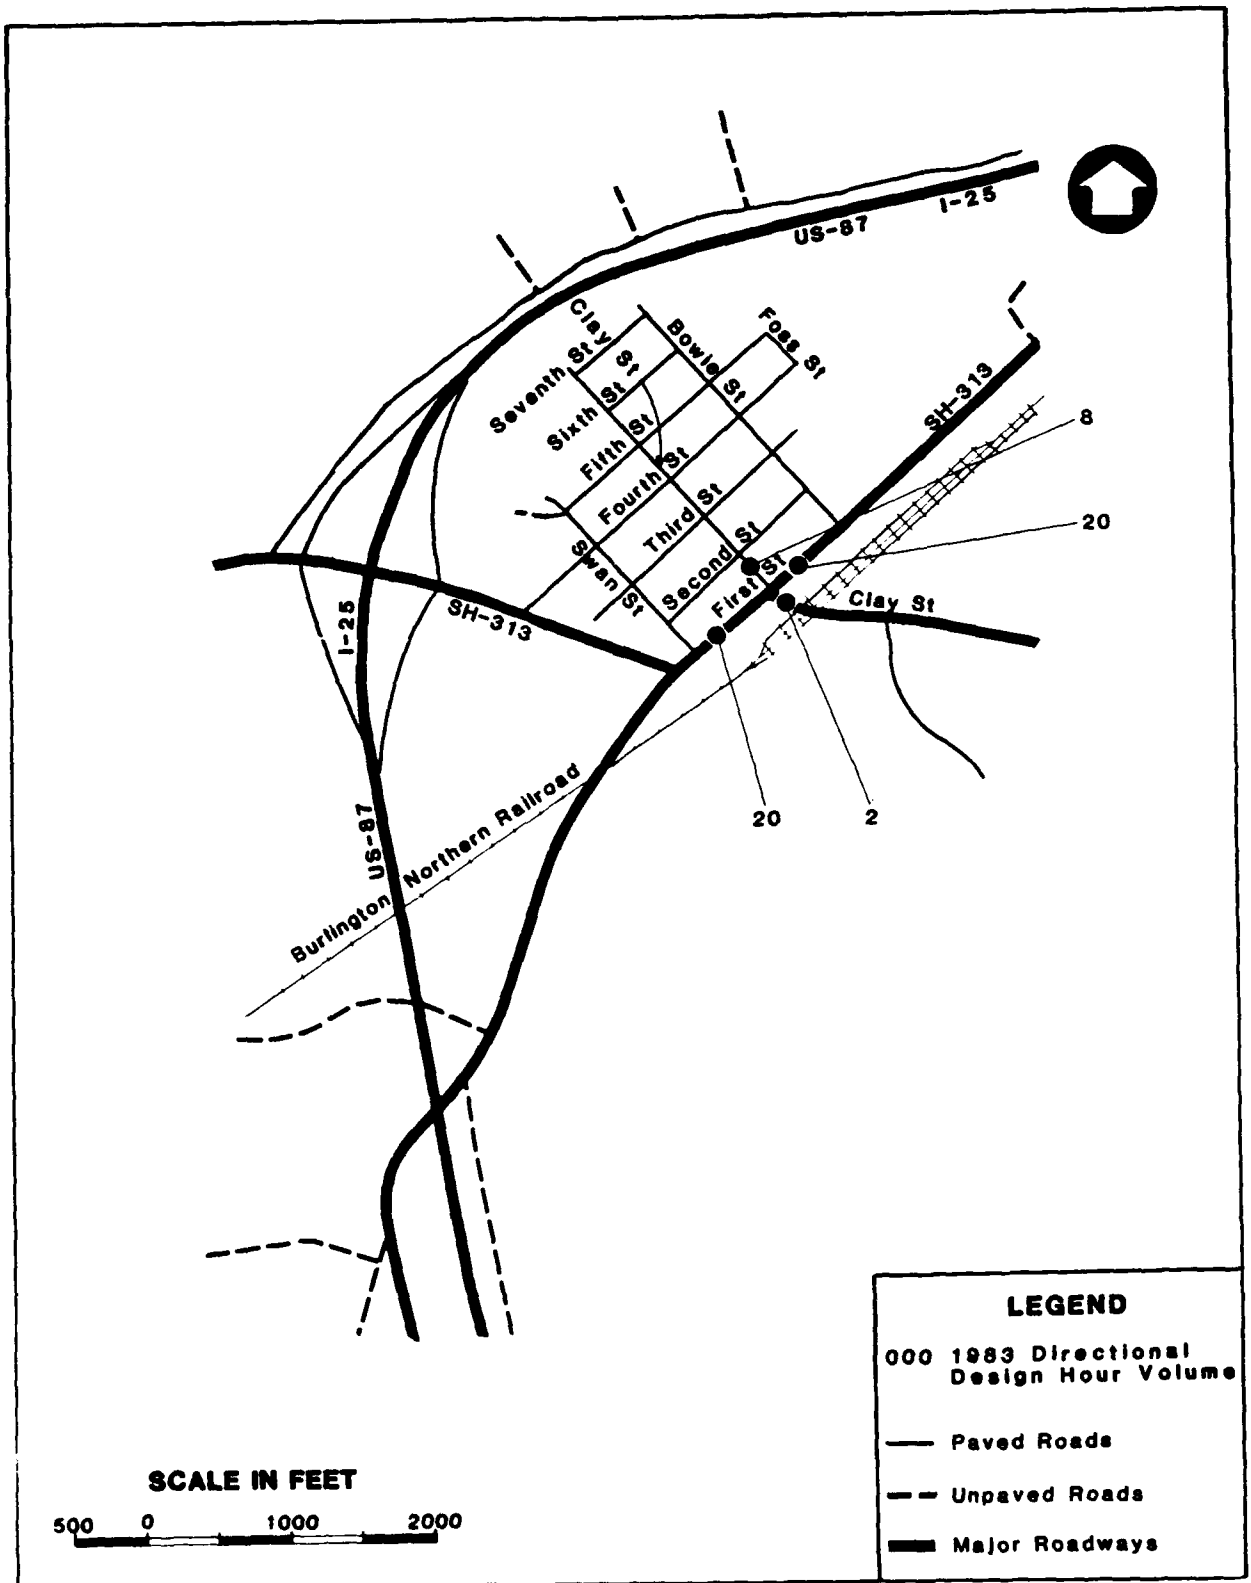 I-25
US-87
Clay St
Bowie St
Foss St
Seventh St
Sixth St
Fifth St
Fourth St
Third St
Second St
First St
Swan St
SH-313
8
20
Clay St
SH-313
I-25
20
2
US-87
Burlington Northern Railroad
LEGEND
000 1983 Directional
Design Hour Volume
Paved Roads
Unpaved Roads
Major Roadways
SCALE IN FEET
500 0 1000 2000